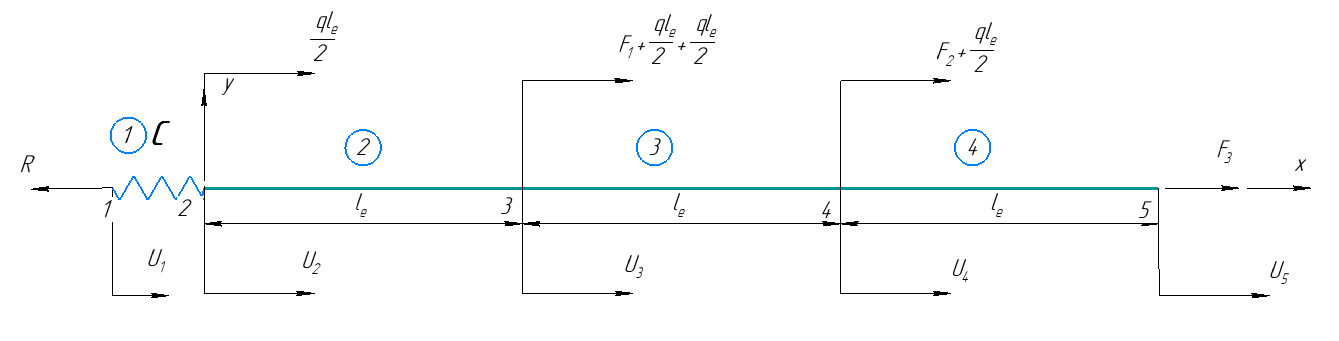 ql_e/2
F_1 + ql_e/2 + ql_e/2
F_2 + ql_e/2
y
1 C
2
3
4
R
F_3
x
1
2
l_e
3
l_e
4
l_e
5
U_1
U_2
U_3
U_4
U_5